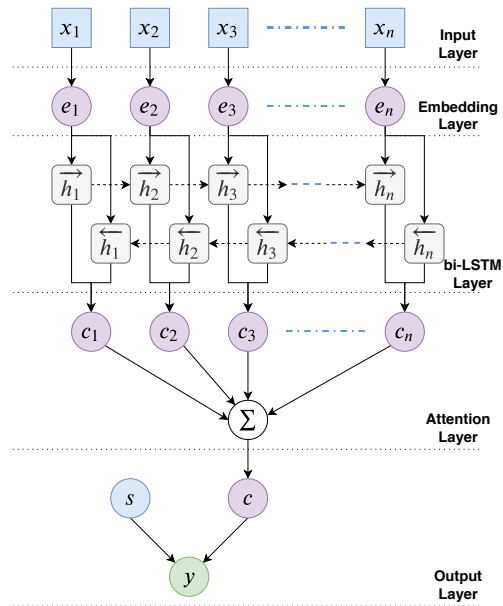 x₁ x₂ x₃ xₙ
Input
Layer
e₁ e₂ e₃ eₙ
Embedding
Layer
→h₁ →h₂ →h₃ →hₙ
←h₁ ←h₂ ←h₃ ←hₙ
bi-LSTM
Layer
c₁ c₂ c₃ cₙ
Σ
Attention
Layer
s c
y
Output
Layer